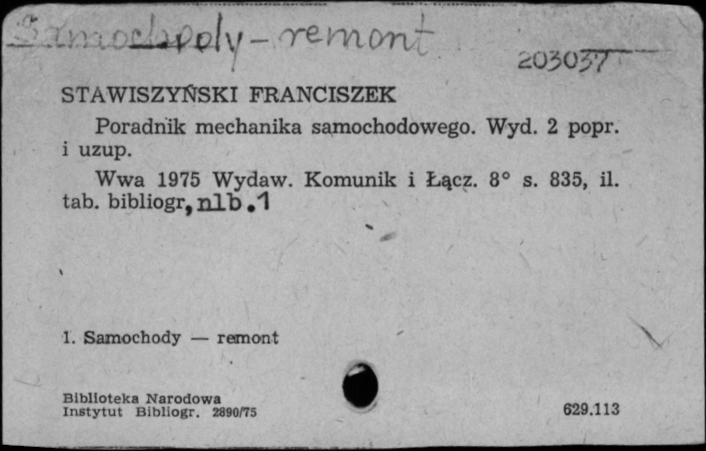 Samochody - remont
203037
STAWISZYŃSKI FRANCISZEK
Poradnik mechanika samochodowego. Wyd. 2 popr.
i uzup.
Wwa 1975 Wydaw. Komunik i Łącz. 8° s. 835, il.
tab. bibliogr, nlb. 1
1. Samochody — remont
Biblioteka Narodowa
Instytut Bibliogr. 2890/75
629.113